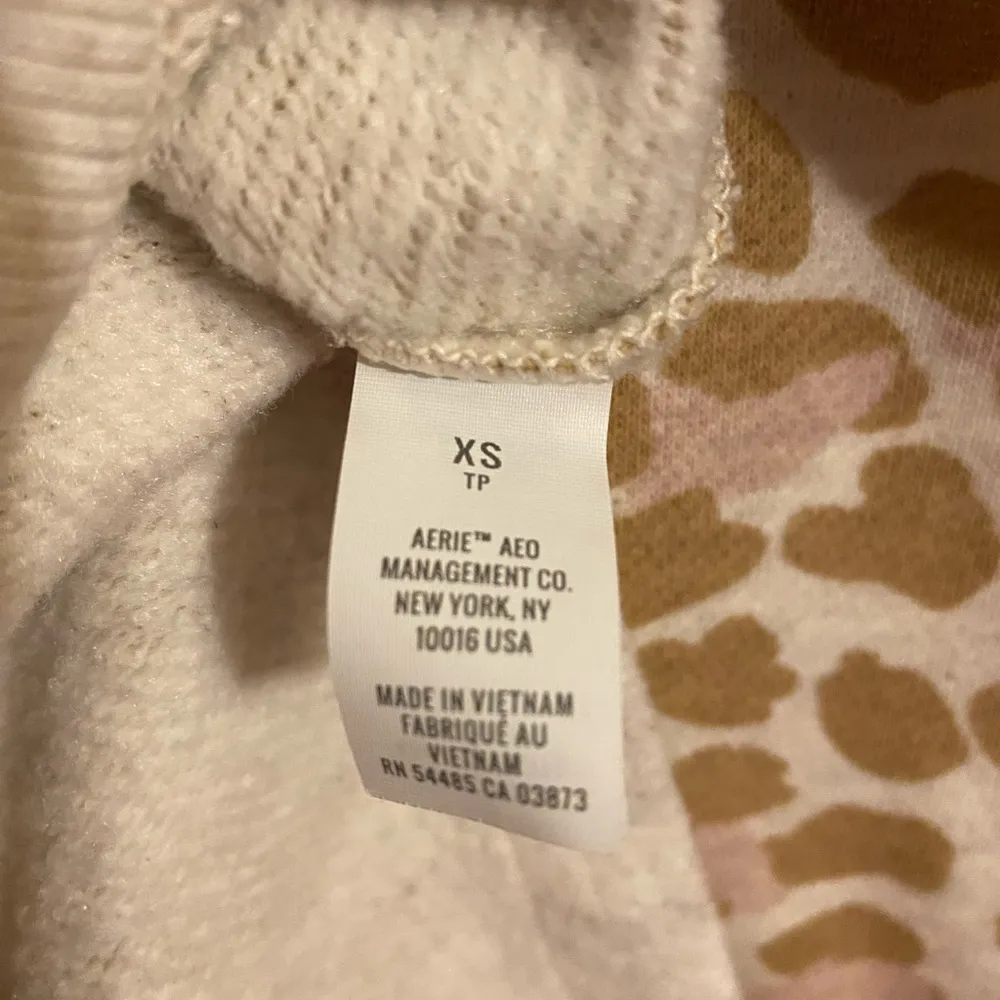 XS
TP
AERIE™ AEO
MANAGEMENT CO.
NEW YORK, NY
10016 USA
MADE IN VIETNAM
FABRIQUÉ AU
VIETNAM
RN 54485 CA 03873